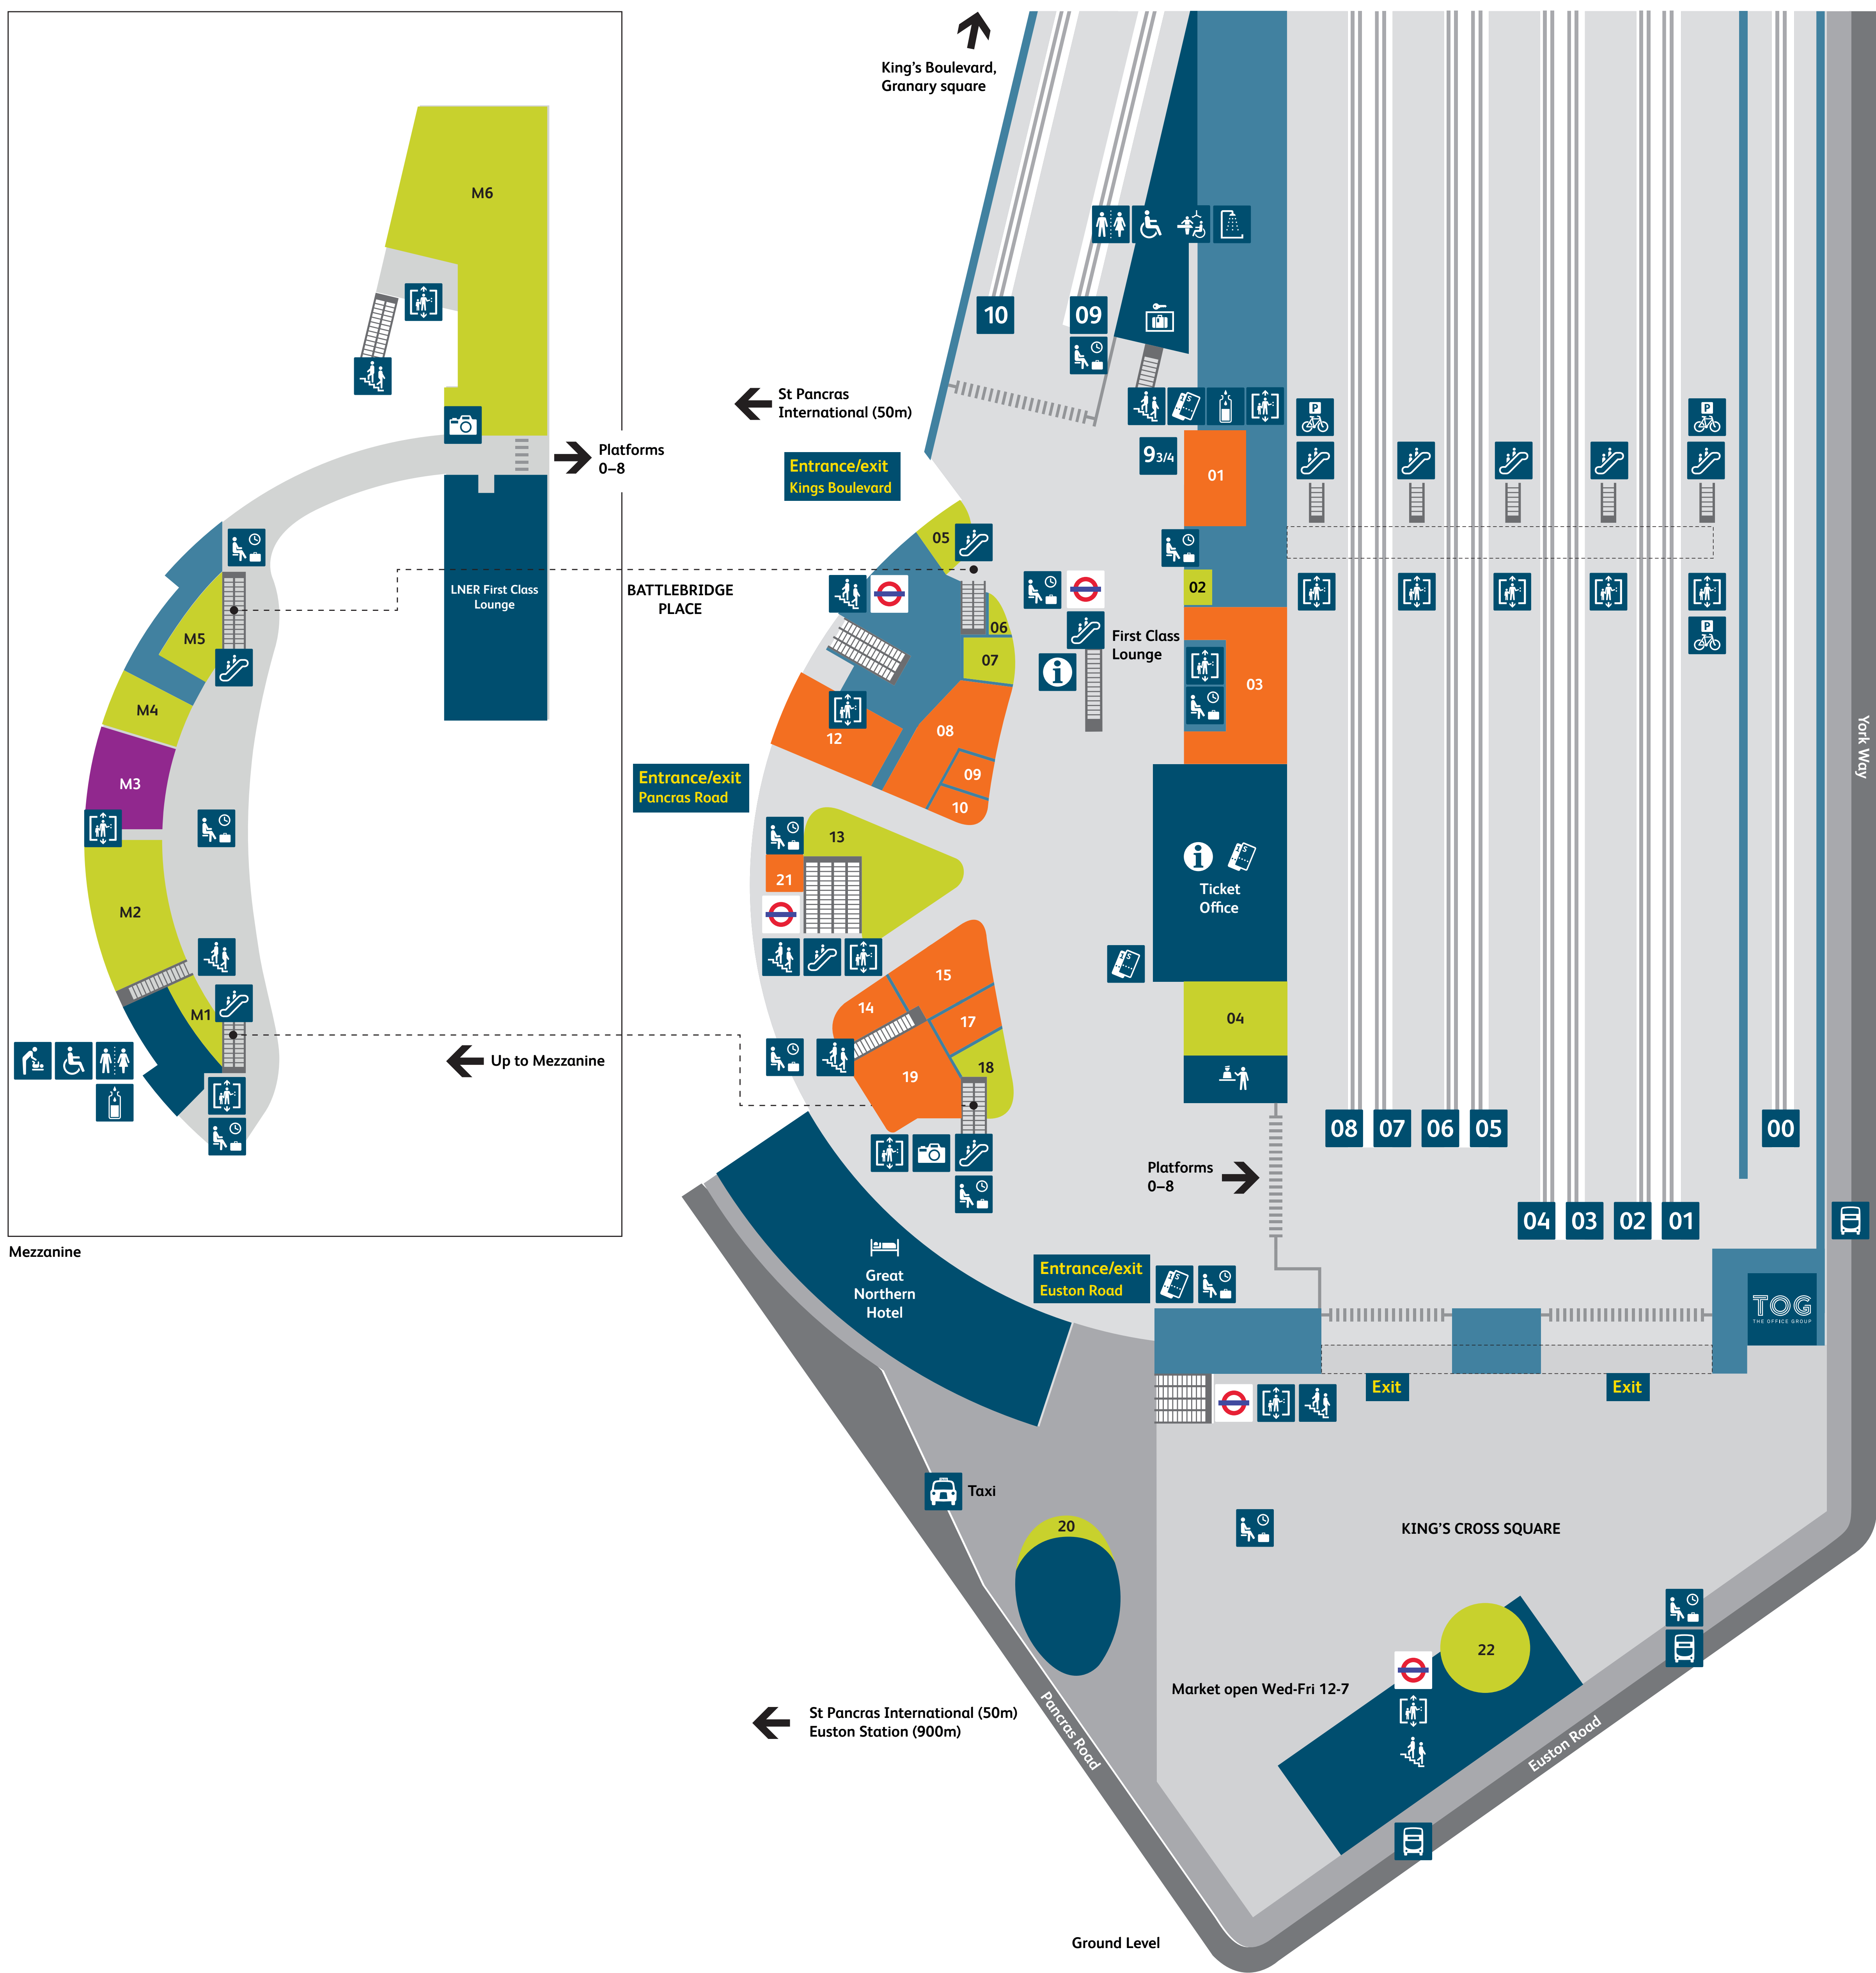 King's Boulevard,
Granary square
M6
10
09
St Pancras
International (50m)
Platforms
0–8
Entrance/exit
Kings Boulevard
9 3/4
01
P
P
05
02
LNER First Class
Lounge
BATTLEBRIDGE
PLACE
06
07
First Class
Lounge
i
P
M5
M4
03
08
12
M3
Entrance/exit
Pancras Road
09
10
13
21
M2
i
Ticket
Office
York Way
15
14
17
M1
04
18
19
Up to Mezzanine
08
07
06
05
00
Platforms
0–8
04
03
02
01
Mezzanine
Great
Northern
Hotel
Entrance/exit
Euston Road
TOG
THE OFFICE GROUP
Exit
Exit
Taxi
20
KING'S CROSS SQUARE
22
Market open Wed-Fri 12-7
St Pancras International (50m)
Euston Station (900m)
Pancras Road
Euston Road
Ground Level